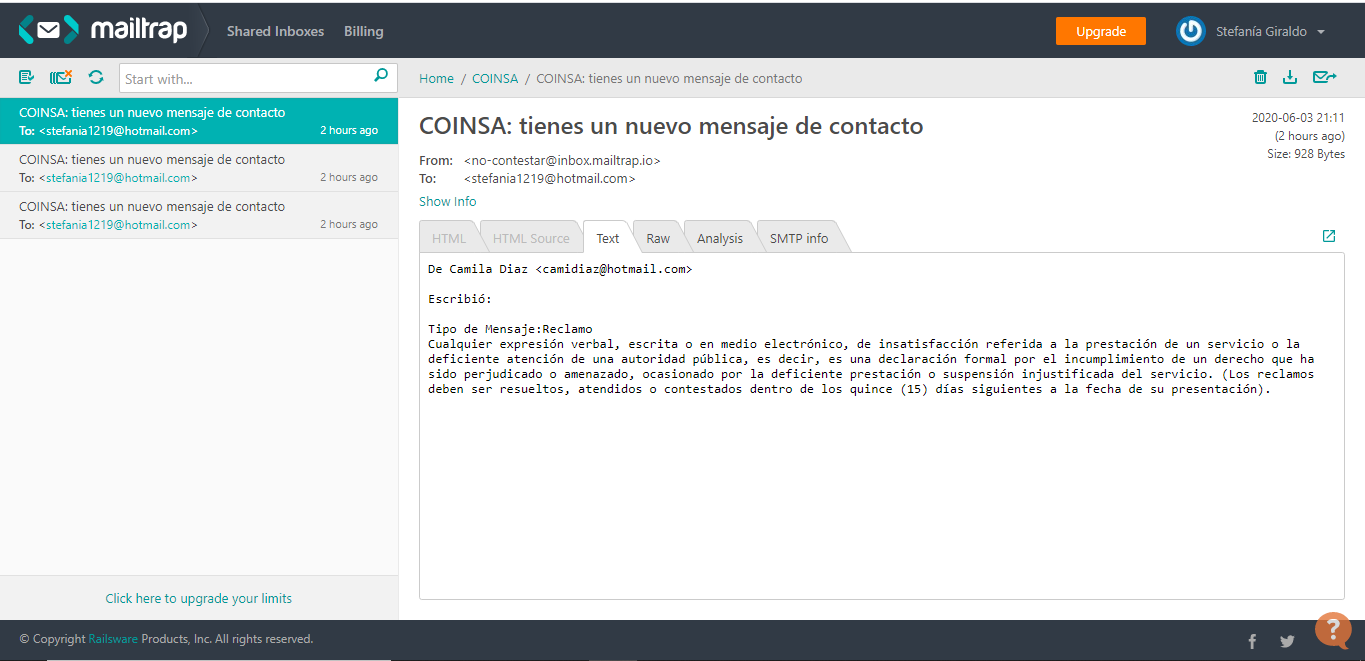 mailtrap
Shared Inboxes
Billing
Upgrade
Stefanía Giraldo
Start with...
Home / COINSA / COINSA: tienes un nuevo mensaje de contacto
COINSA: tienes un nuevo mensaje de contacto
To: <stefania1219@hotmail.com>
2 hours ago
COINSA: tienes un nuevo mensaje de contacto
To: <stefania1219@hotmail.com>
2 hours ago
COINSA: tienes un nuevo mensaje de contacto
To: <stefania1219@hotmail.com>
2 hours ago
Click here to upgrade your limits
COINSA: tienes un nuevo mensaje de contacto
2020-06-03 21:11
(2 hours ago)
Size: 928 Bytes
From: <no-contestar@inbox.mailtrap.io>
To: <stefania1219@hotmail.com>
Show Info
HTML
HTML Source
Text
Raw
Analysis
SMTP info
De Camila Diaz <camidiaz@hotmail.com>
Escribió:
Tipo de Mensaje:Reclamo
Cualquier expresión verbal, escrita o en medio electrónico, de insatisfacción referida a la prestación de un servicio o la
deficiente atención de una autoridad pública, es decir, es una declaración formal por el incumplimiento de un derecho que ha
sido perjudicado o amenazado, ocasionado por la deficiente prestación o suspensión injustificada del servicio. (Los reclamos
deben ser resueltos, atendidos o contestados dentro de los quince (15) días siguientes a la fecha de su presentación).
© Copyright Railsware Products, Inc. All rights reserved.
?